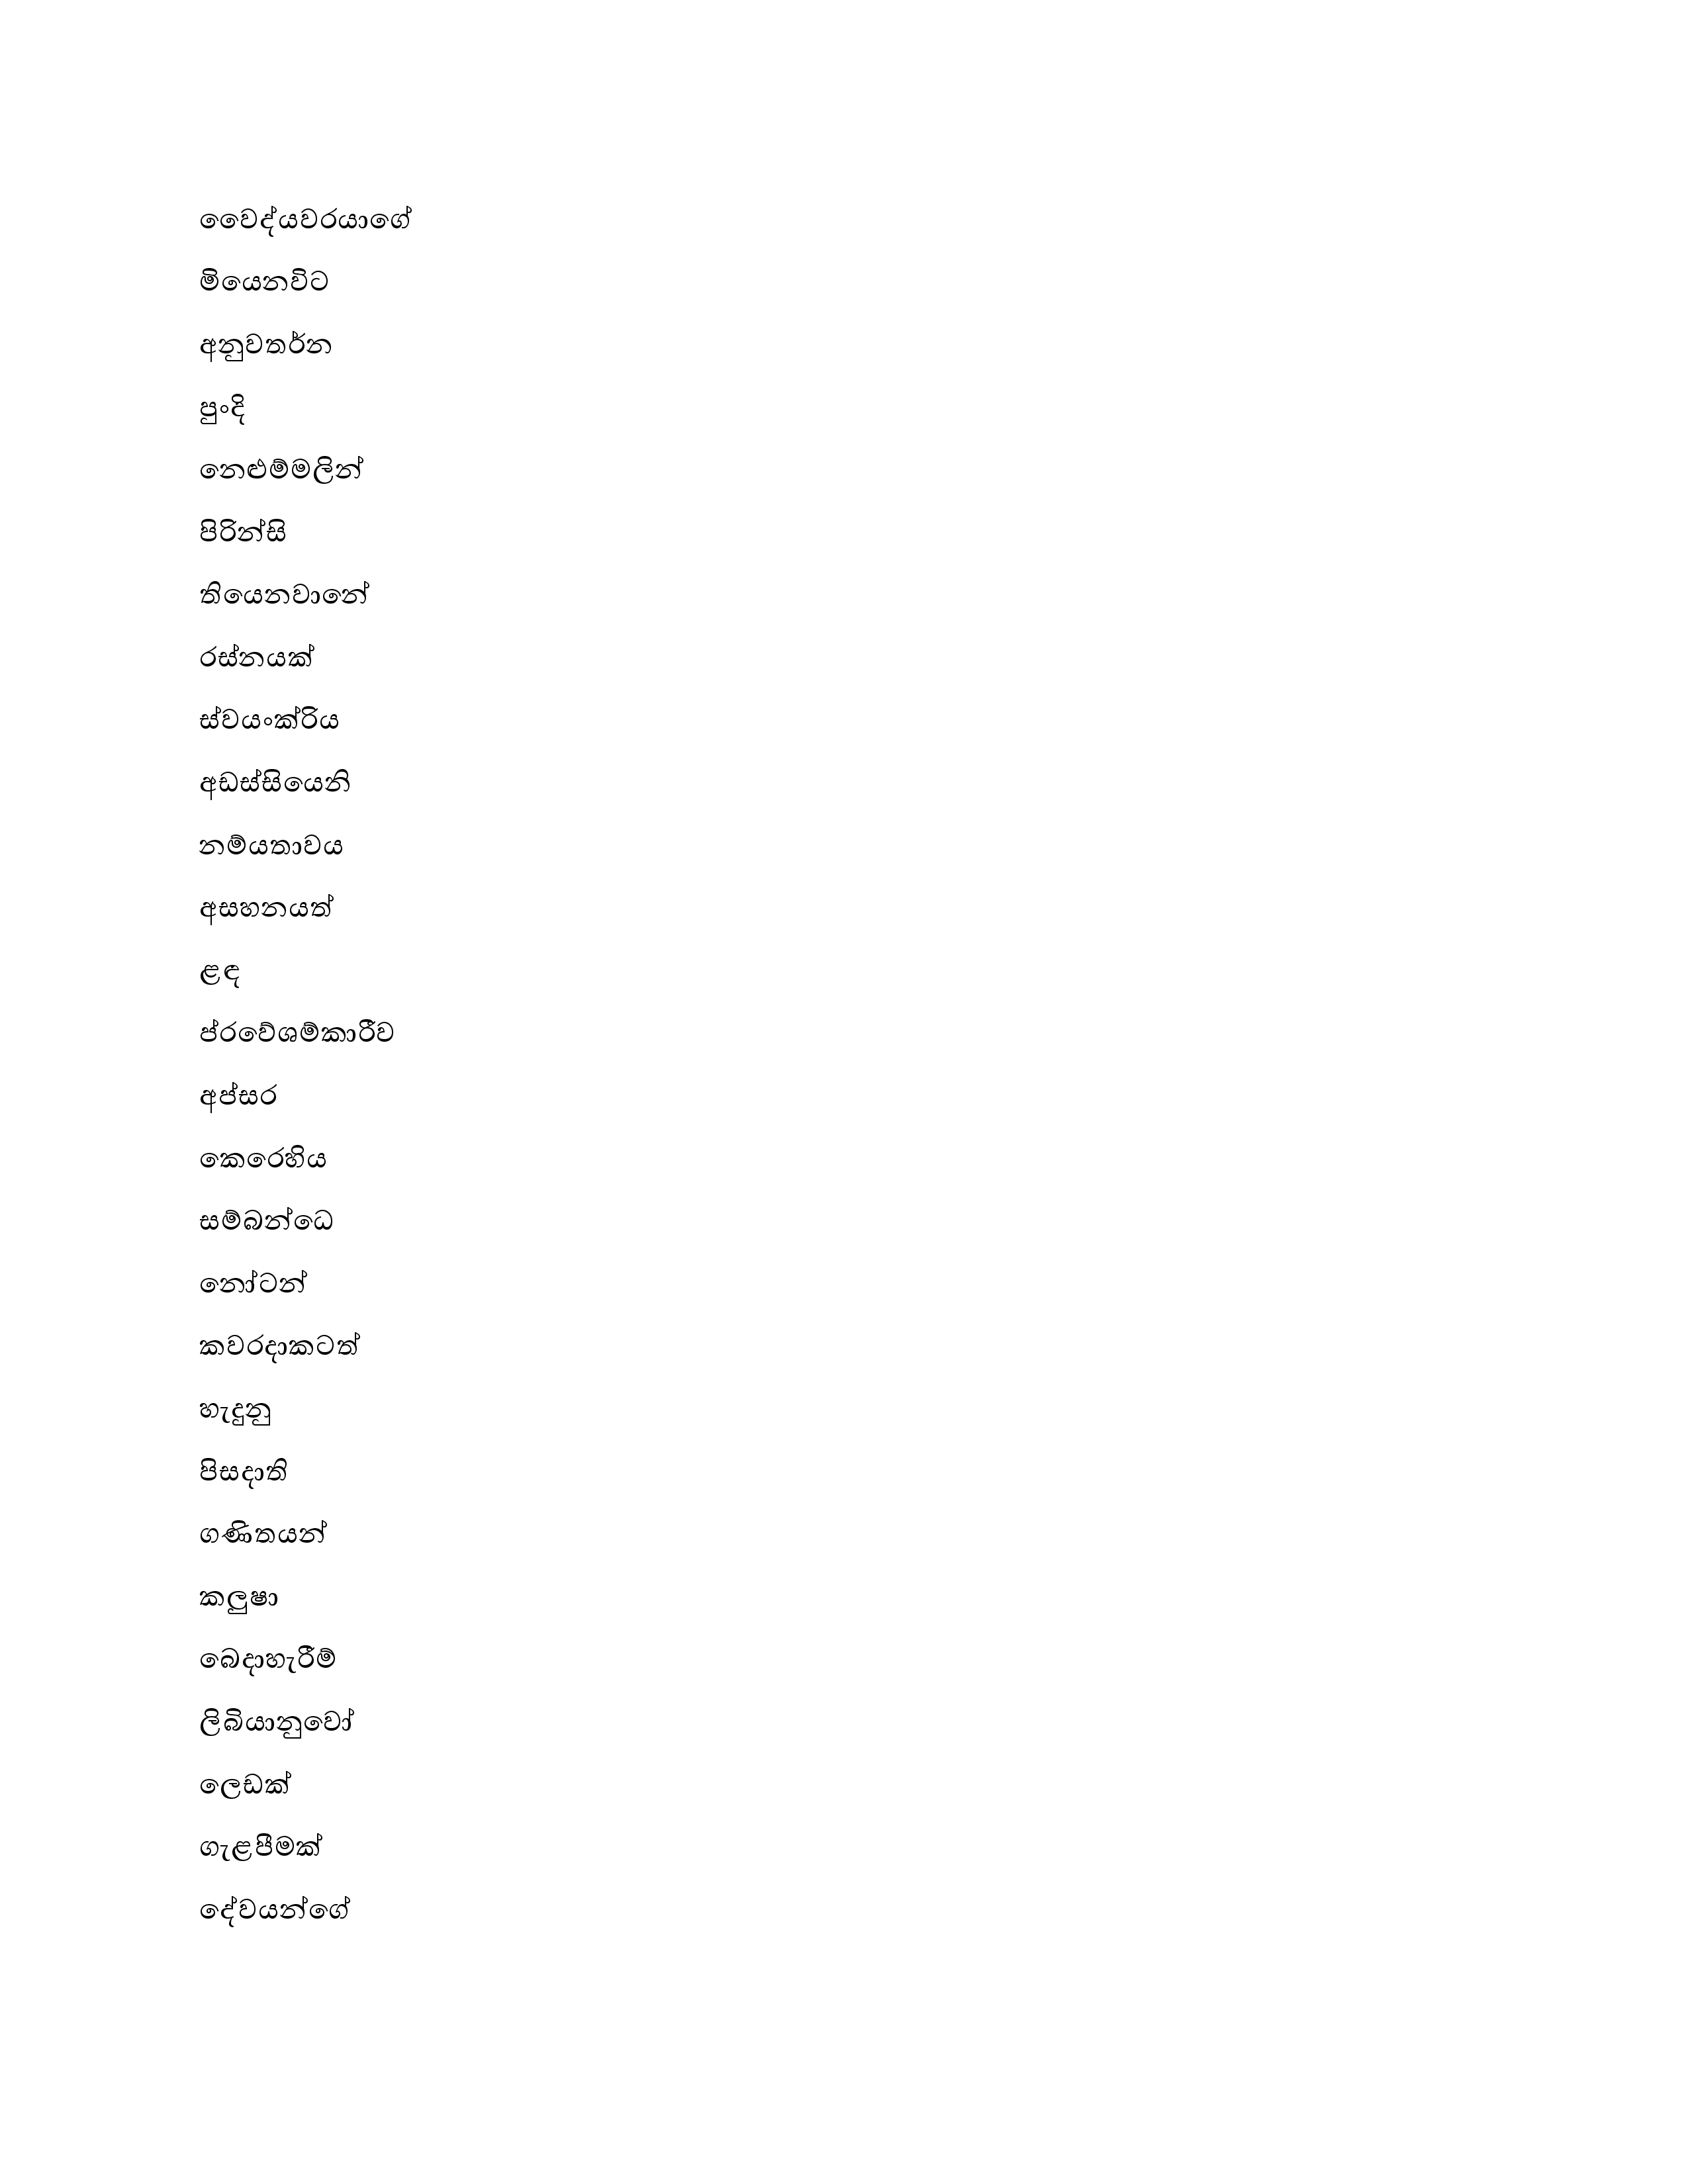 වෛද්යවරයාගේ
මියෙනවිට
අනුවතර්න
පුංදි
නෙළුම්මලින්
පිරින්සි
තියෙනවානේ
රස්නයක්
ස්වයංක්රිය
අඩස්සියෙනි
නම්යතාවය
අසහනයත්
ළඳ
ප්රවේශම්කාරීව
අප්සර
කෙරෙහිය
සම්බන්ධෙ
නෝටන්
කවරදාකටත්
හැදුනු
පිසදාති
ගණිතයන්
කලුෂා
බෙදාහැරීම්
ලිබියානුවෝ
ලෙඩක්
ගැළපීමක්
දේවයන්ගේ